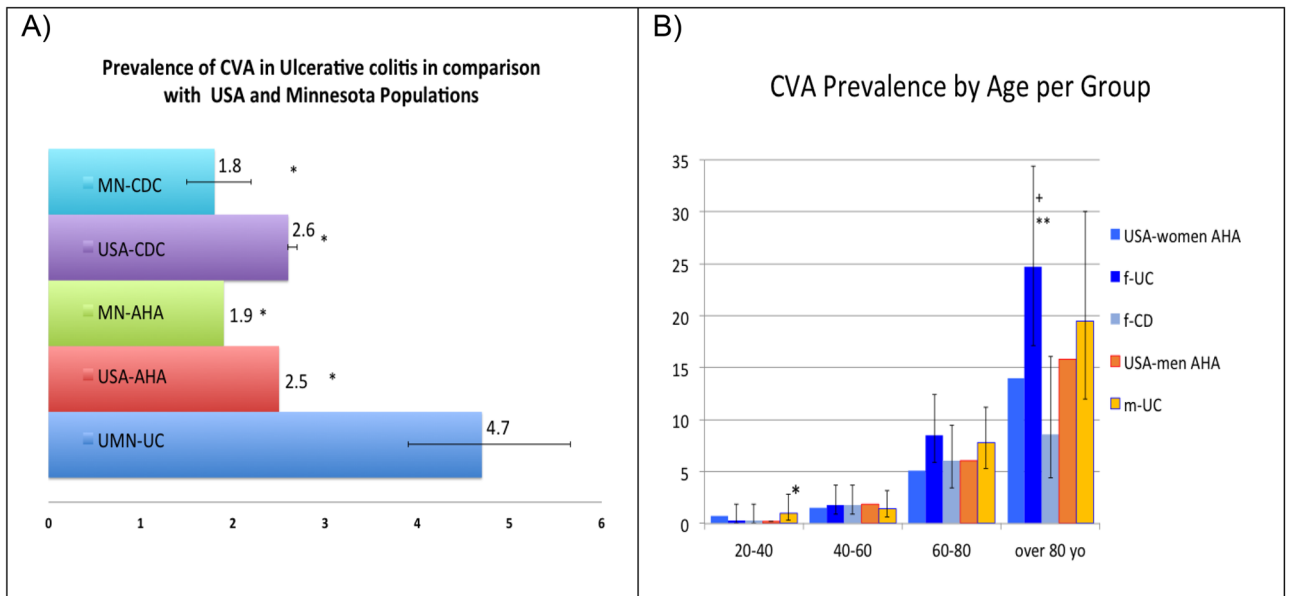 A)
Prevalence of CVA in Ulcerative colitis in comparison
with USA and Minnesota Populations
MN-CDC 1.8 *
USA-CDC 2.6 *
MN-AHA 1.9 *
USA-AHA 2.5 *
UMN-UC 4.7
0 1 2 3 4 5 6
B)
CVA Prevalence by Age per Group
35
30
25
20
15
10
5
0
+
**
*
20-40 40-60 60-80 over 80 yo
USA-women AHA
f-UC
f-CD
USA-men AHA
m-UC